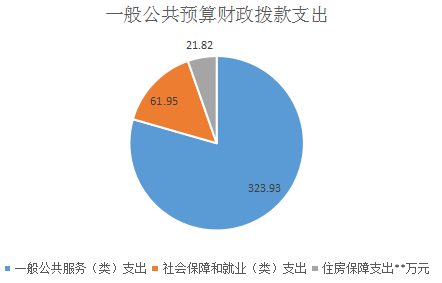 一般公共预算财政拨款支出
21.82
61.95
323.93
一般公共服务（类）支出 社会保障和就业（类）支出 住房保障支出**万元